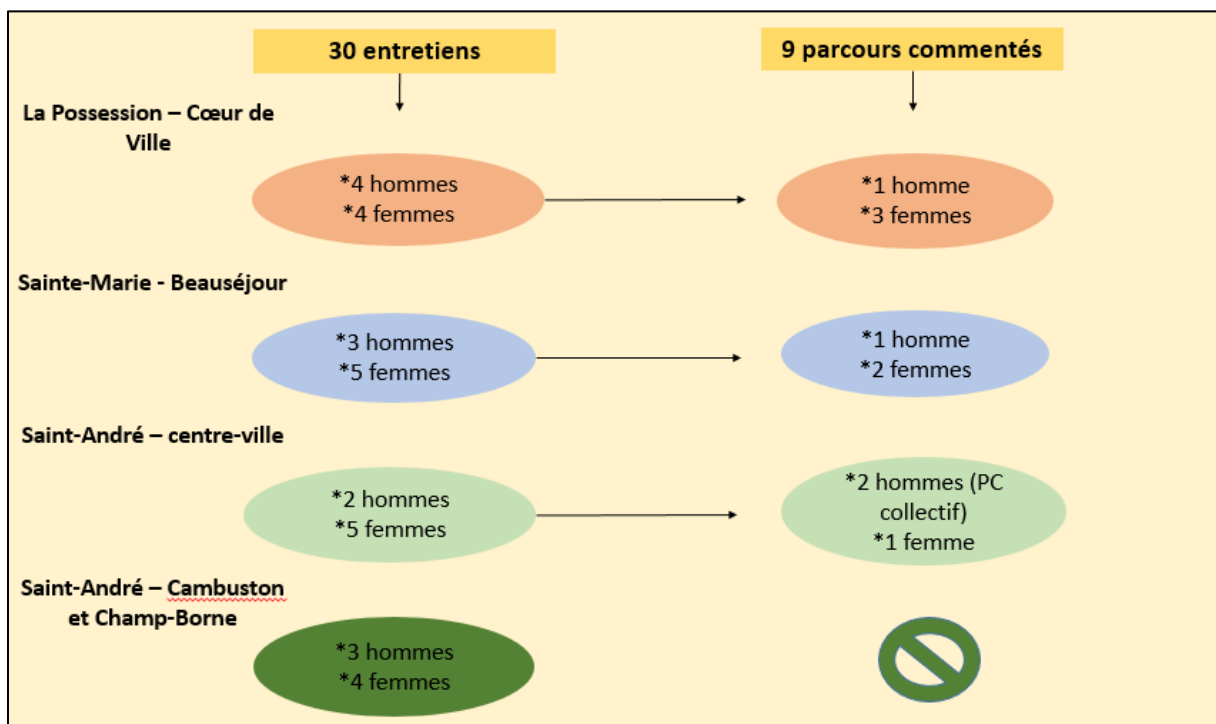 30 entretiens
9 parcours commentés
La Possession – Cœur de
Ville
*4 hommes
*4 femmes
*1 homme
*3 femmes
Sainte-Marie - Beauséjour
*3 hommes
*5 femmes
*1 homme
*2 femmes
Saint-André – centre-ville
*2 hommes
*5 femmes
*2 hommes (PC
collectif)
*1 femme
Saint-André – Cambuston
et Champ-Borne
*3 hommes
*4 femmes